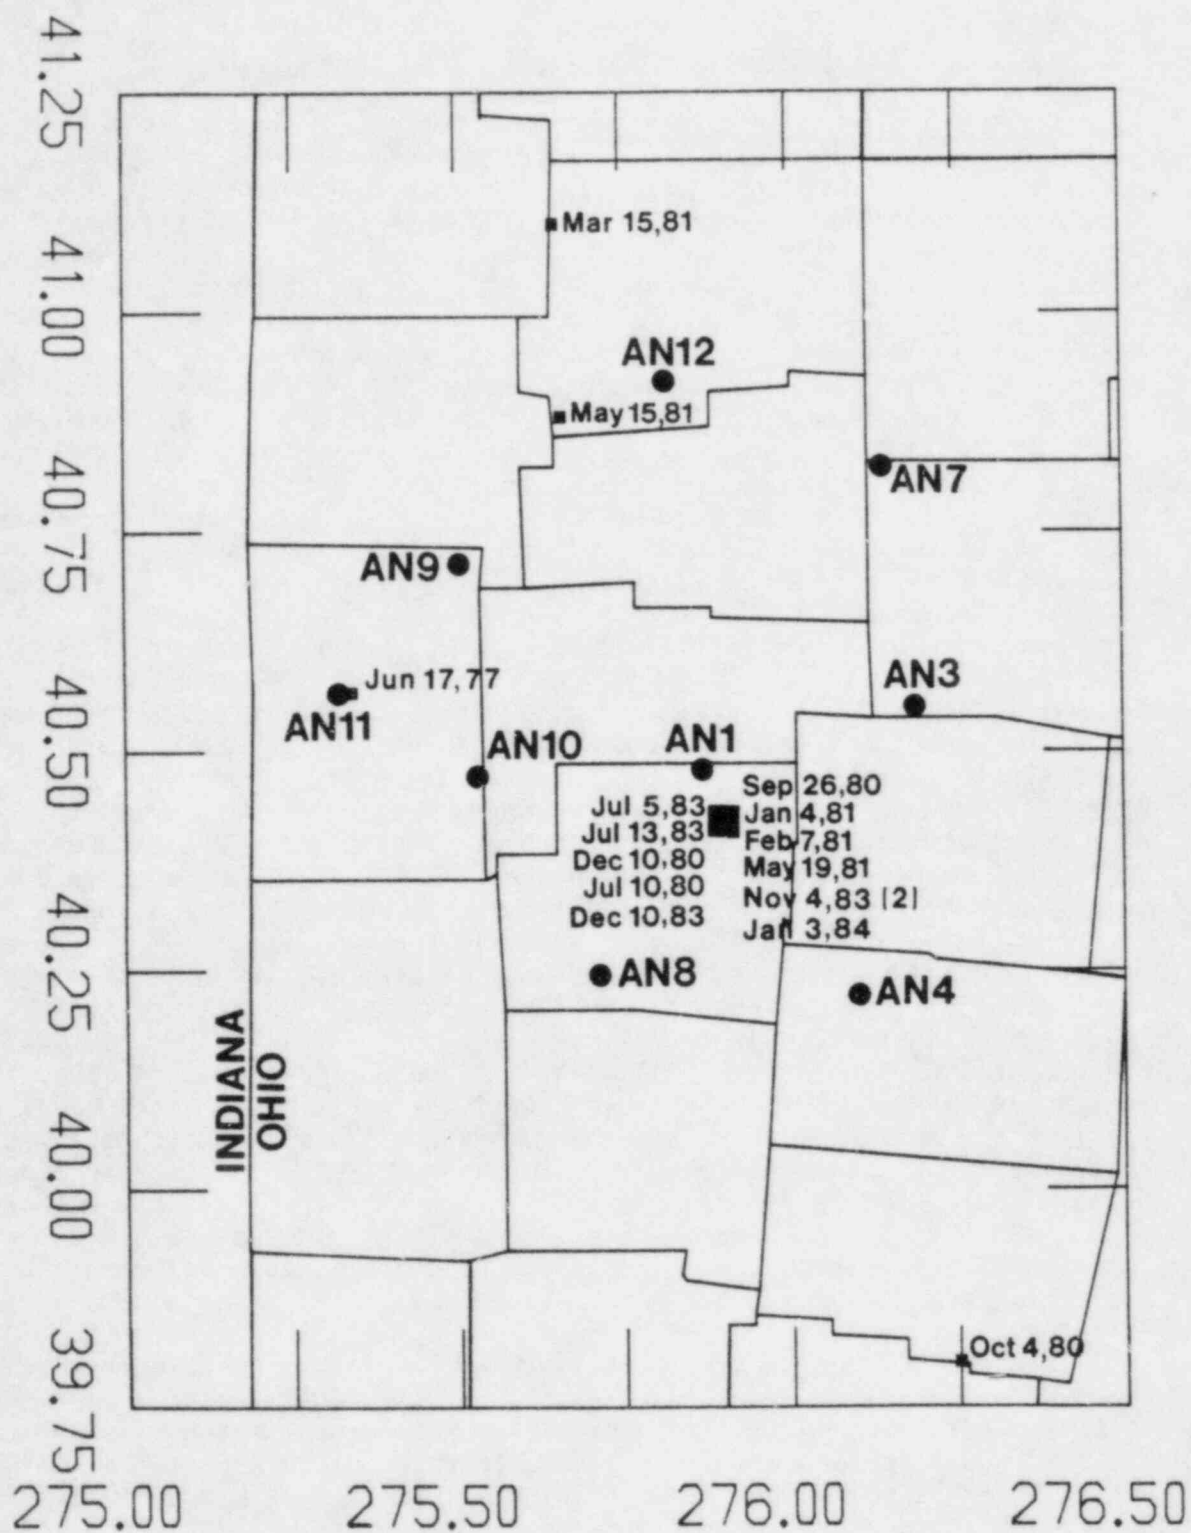 41.25
Mar 15,81
41.00
AN12
May 15,81
AN7
40.75
AN9
Jun 17,77
AN3
AN11
40.50
AN10
AN1
Sep 26,80
Jul 5,83
Jan 4,81
Jul 13,83
Feb 7,81
Dec 10,80
May 19,81
Jul 10,80
Nov 4,83 (2)
Dec 10,83
Jan 3,84
40.25
AN8
AN4
INDIANA
OHIO
40.00
Oct 4,80
39.75
275.00 275.50 276.00 276.50